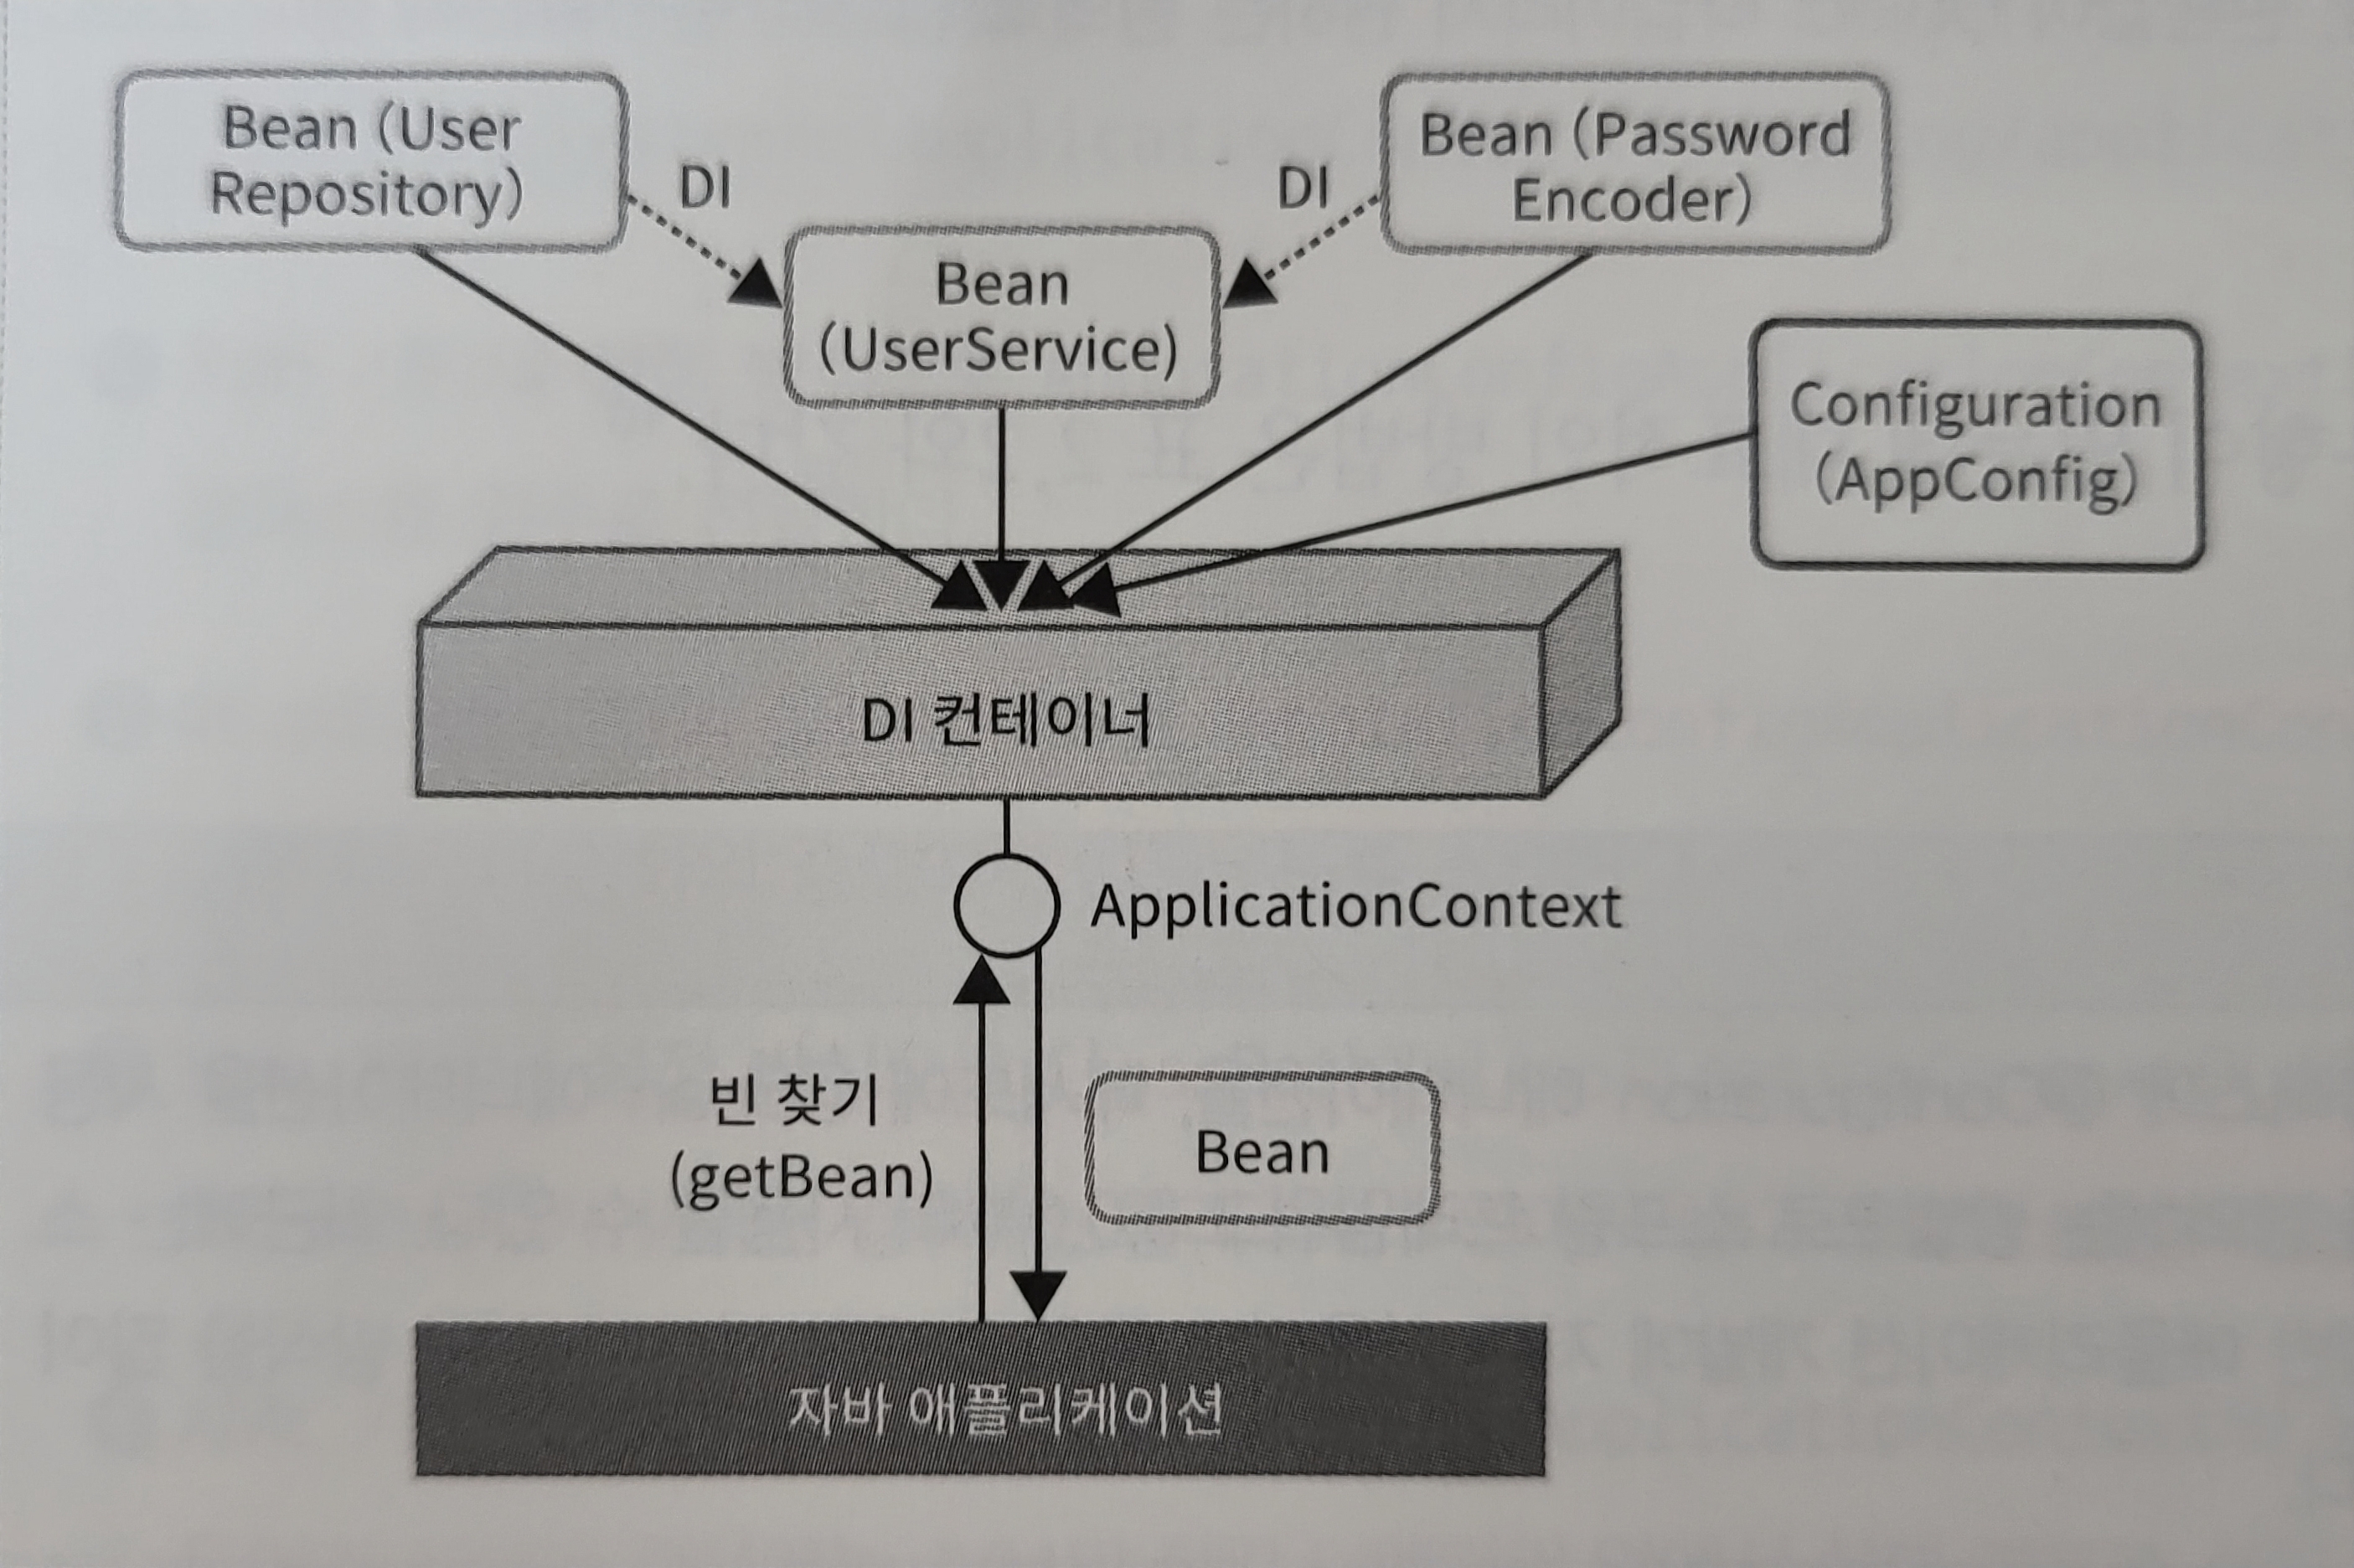 Bean (User
Repository)
DI
DI
Bean (Password
Encoder)
Bean
(UserService)
Configuration
(AppConfig)
DI 컨테이너
ApplicationContext
빈 찾기
(getBean)
Bean
자바 애플리케이션